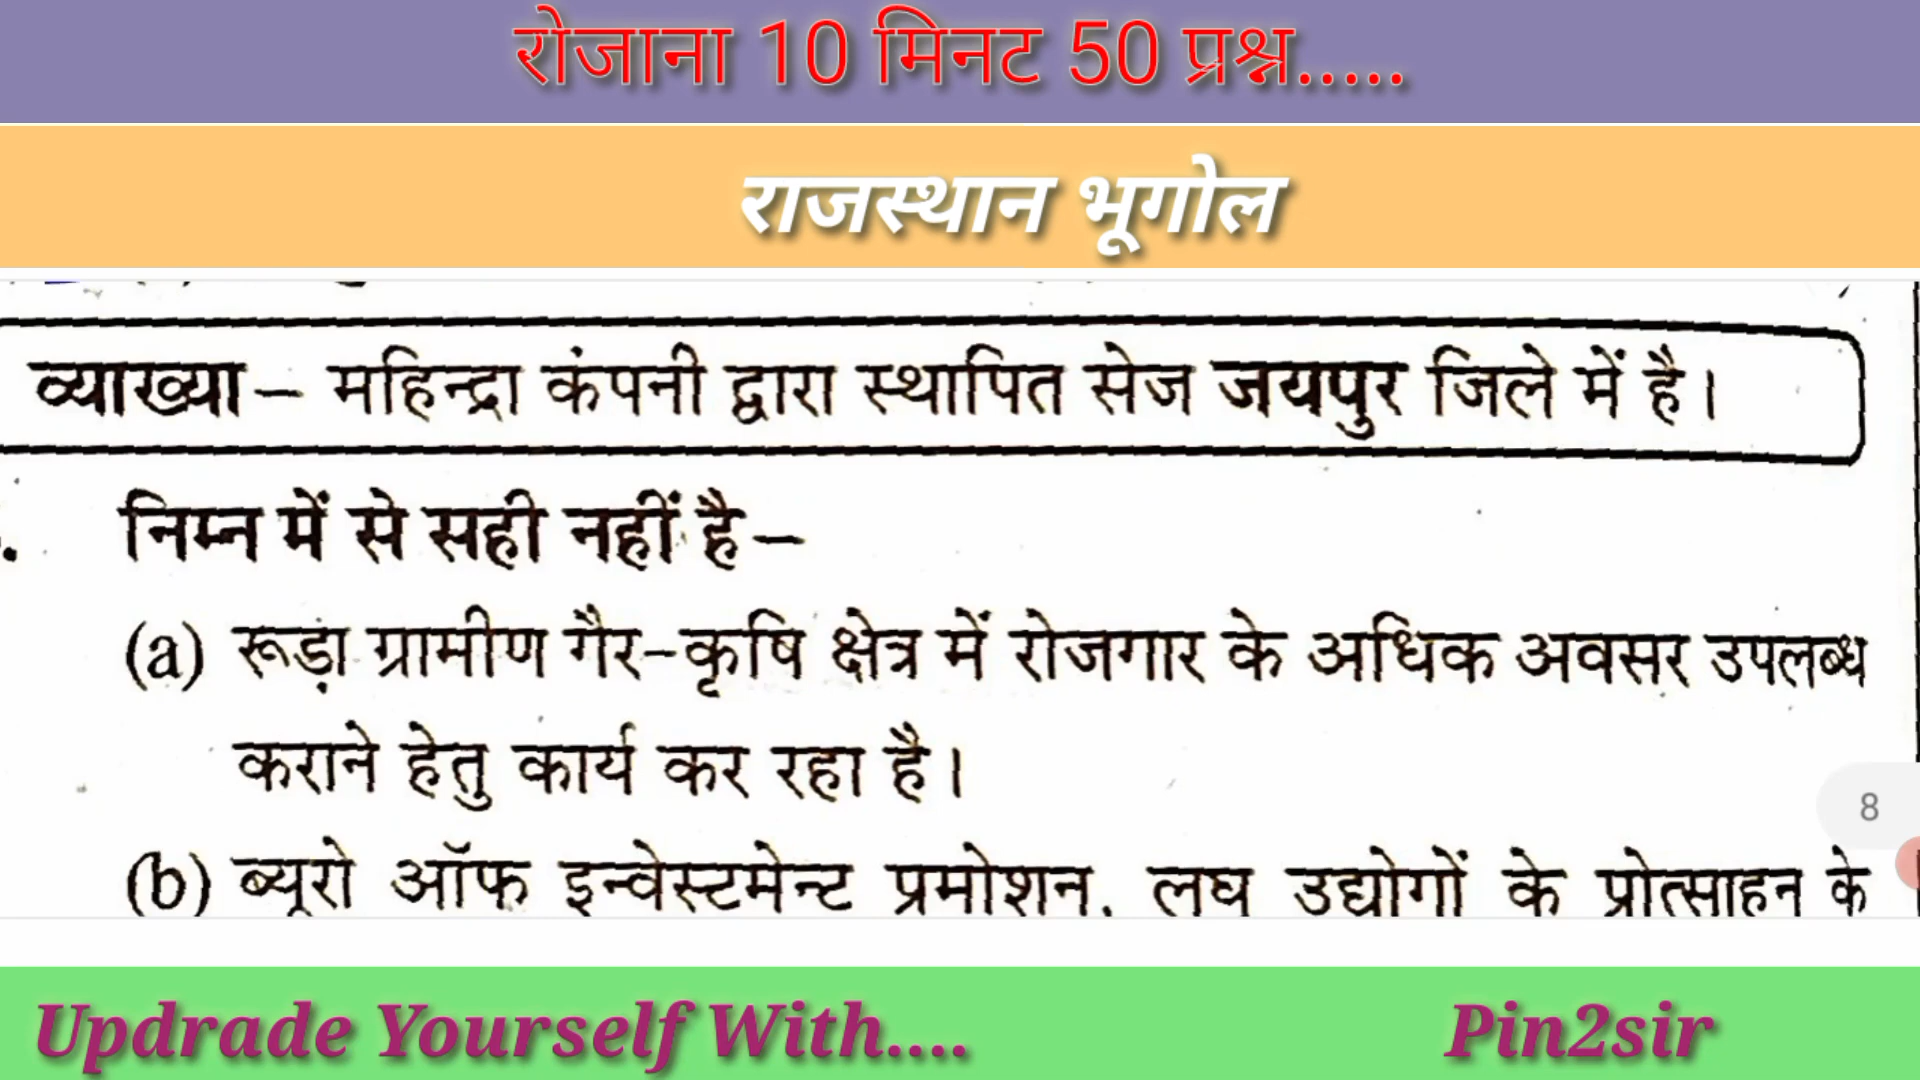 रोजाना 10 मिनट 50 प्रश्न.....
राजस्थान भूगोल
व्याख्या – महिन्द्रा कंपनी द्वारा स्थापित सेज जयपुर जिले में है।
निम्न में से सही नहीं है –
(a) रूड़ा ग्रामीण गैर-कृषि क्षेत्र में रोजगार के अधिक अवसर उपलब्ध
कराने हेतु कार्य कर रहा है।
8
(b) ब्यूरो ऑफ इन्वेस्टमेन्ट प्रमोशन, लघु उद्योगों के प्रोत्साहन के
Updrade Yourself With.... Pin2sir